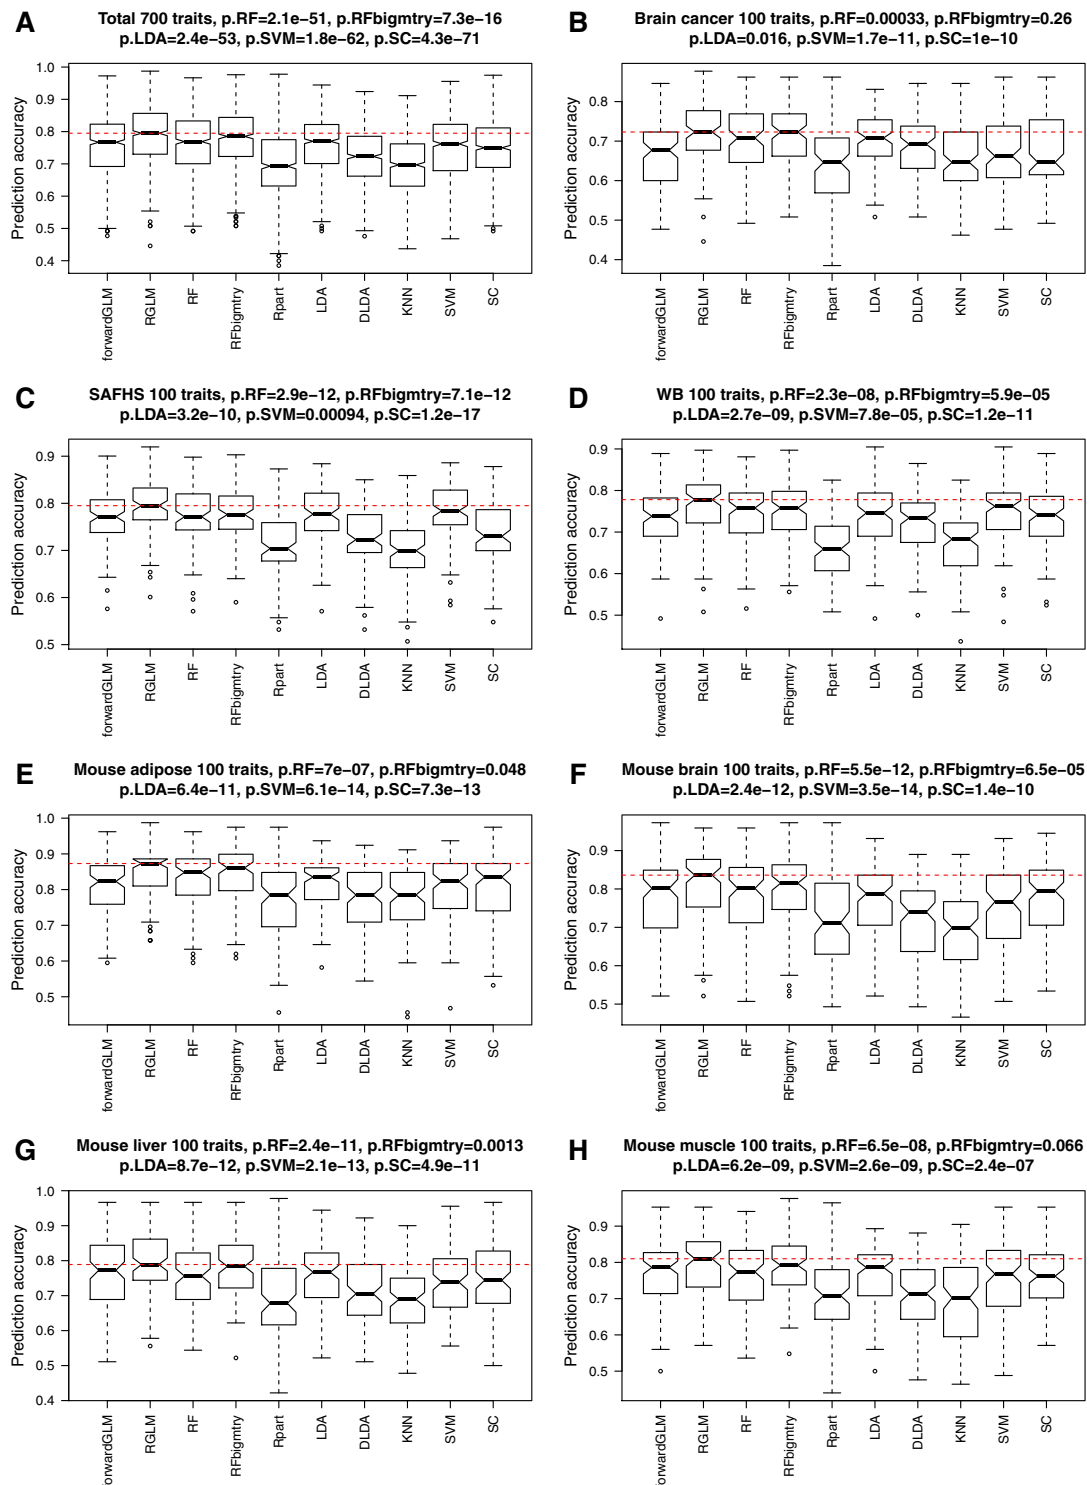 A
Total 700 traits, p.RF=2.1e−51, p.RFbigmtry=7.3e−16
p.LDA=2.4e−53, p.SVM=1.8e−62, p.SC=4.3e−71
Prediction accuracy
1.0
0.9
0.8
0.7
0.6
0.5
0.4
forwardGLM
RGLM
RF
RFbigmtry
Rpart
LDA
DLDA
KNN
SVM
SC
B
Brain cancer 100 traits, p.RF=0.00033, p.RFbigmtry=0.26
p.LDA=0.016, p.SVM=1.7e−11, p.SC=1e−10
Prediction accuracy
0.8
0.7
0.6
0.5
0.4
forwardGLM
RGLM
RF
RFbigmtry
Rpart
LDA
DLDA
KNN
SVM
SC
C
SAFHS 100 traits, p.RF=2.9e−12, p.RFbigmtry=7.1e−12
p.LDA=3.2e−10, p.SVM=0.00094, p.SC=1.2e−17
Prediction accuracy
0.9
0.8
0.7
0.6
0.5
forwardGLM
RGLM
RF
RFbigmtry
Rpart
LDA
DLDA
KNN
SVM
SC
D
WB 100 traits, p.RF=2.3e−08, p.RFbigmtry=5.9e−05
p.LDA=2.7e−09, p.SVM=7.8e−05, p.SC=1.2e−11
Prediction accuracy
0.9
0.8
0.7
0.6
0.5
forwardGLM
RGLM
RF
RFbigmtry
Rpart
LDA
DLDA
KNN
SVM
SC
E
Mouse adipose 100 traits, p.RF=7e−07, p.RFbigmtry=0.048
p.LDA=6.4e−11, p.SVM=6.1e−14, p.SC=7.3e−13
Prediction accuracy
1.0
0.9
0.8
0.7
0.6
0.5
forwardGLM
RGLM
RF
RFbigmtry
Rpart
LDA
DLDA
KNN
SVM
SC
F
Mouse brain 100 traits, p.RF=5.5e−12, p.RFbigmtry=6.5e−05
p.LDA=2.4e−12, p.SVM=3.5e−14, p.SC=1.4e−10
Prediction accuracy
0.9
0.8
0.7
0.6
0.5
forwardGLM
RGLM
RF
RFbigmtry
Rpart
LDA
DLDA
KNN
SVM
SC
G
Mouse liver 100 traits, p.RF=2.4e−11, p.RFbigmtry=0.0013
p.LDA=8.7e−12, p.SVM=2.1e−13, p.SC=4.9e−11
Prediction accuracy
1.0
0.9
0.8
0.7
0.6
0.5
0.4
forwardGLM
RGLM
RF
RFbigmtry
Rpart
LDA
DLDA
KNN
SVM
SC
H
Mouse muscle 100 traits, p.RF=6.5e−08, p.RFbigmtry=0.066
p.LDA=6.2e−09, p.SVM=2.6e−09, p.SC=2.4e−07
Prediction accuracy
0.9
0.8
0.7
0.6
0.5
forwardGLM
RGLM
RF
RFbigmtry
Rpart
LDA
DLDA
KNN
SVM
SC